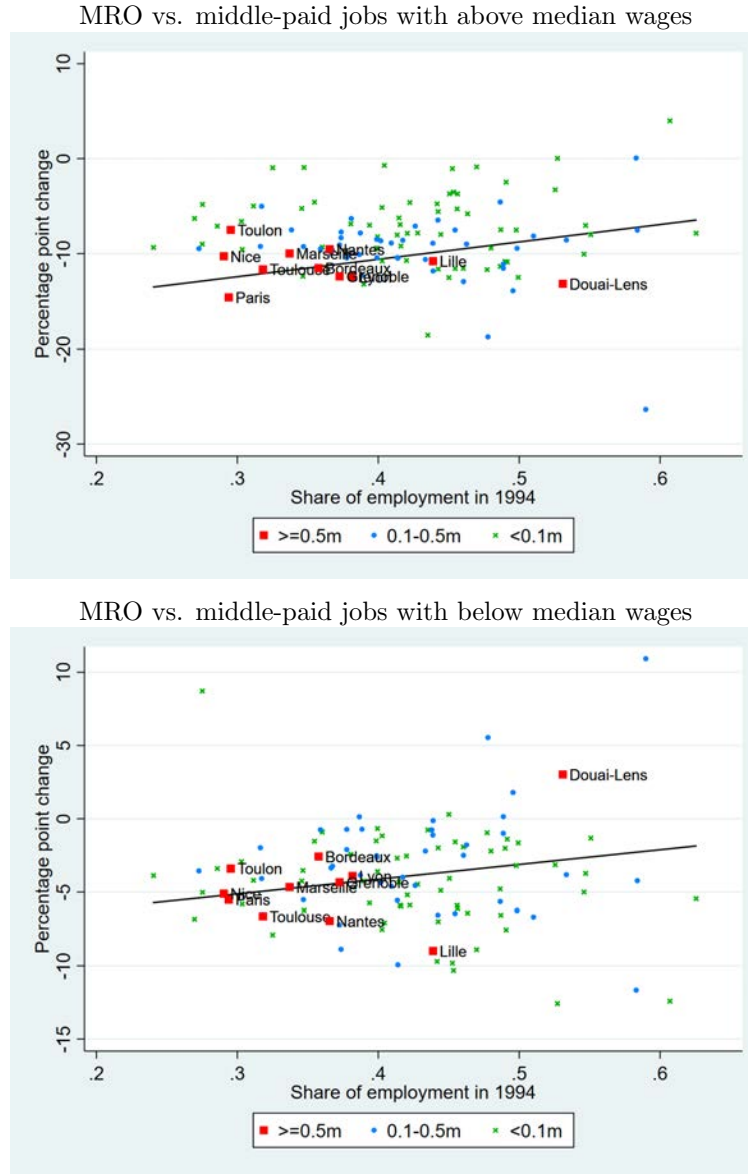 MRO vs. middle-paid jobs with above median wages
Percentage point change
10
0
-10
-20
-30
Toulon
Nice
Marseille
Nantes
Toulouse
Bordeaux
Grenoble
Lyon
Lille
Paris
Douai-Lens
.2 .3 .4 .5 .6
Share of employment in 1994
>=0.5m 0.1-0.5m <0.1m
MRO vs. middle-paid jobs with below median wages
Percentage point change
10
5
0
-5
-10
-15
Douai-Lens
Bordeaux
Toulon
Lyon
Grenoble
Marseille
Nice
Paris
Toulouse
Nantes
Lille
.2 .3 .4 .5 .6
Share of employment in 1994
>=0.5m 0.1-0.5m <0.1m